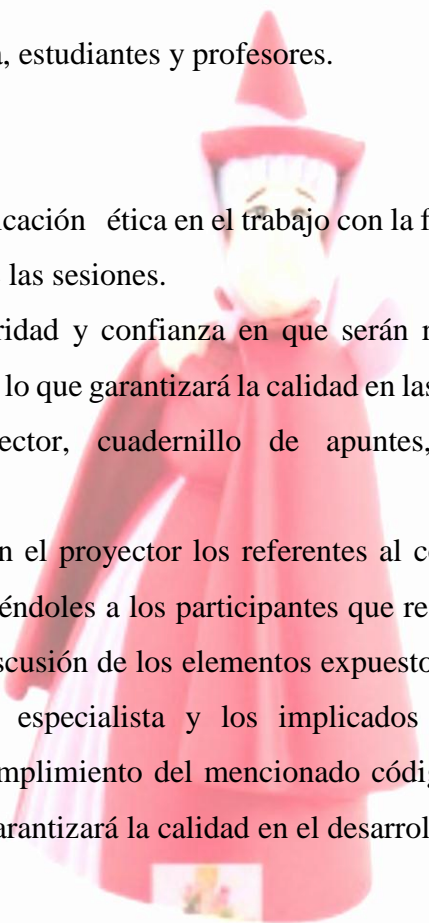 , estudiantes y profesores.
icación ética en el trabajo con la f
las sesiones.
ridad y confianza en que serán r
lo que garantizará la calidad en las
ector, cuadernillo de apuntes,
n el proyector los referentes al c
éndoles a los participantes que re
scusión de los elementos expuesto
especialista y los implicados
mplimiento del mencionado códig
arantizará la calidad en el desarrol